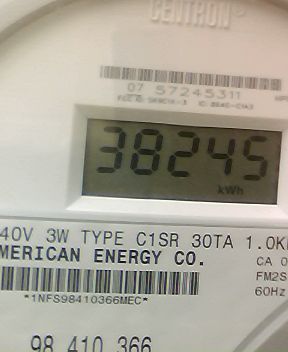 CENTRON®
07 57245311
38245
kWh
40V 3W TYPE C1SR 30TA 1.0K
MERICAN ENERGY CO.
CA 0
FM2S
60Hz
*1NFS98410366MEC*
98 410 366